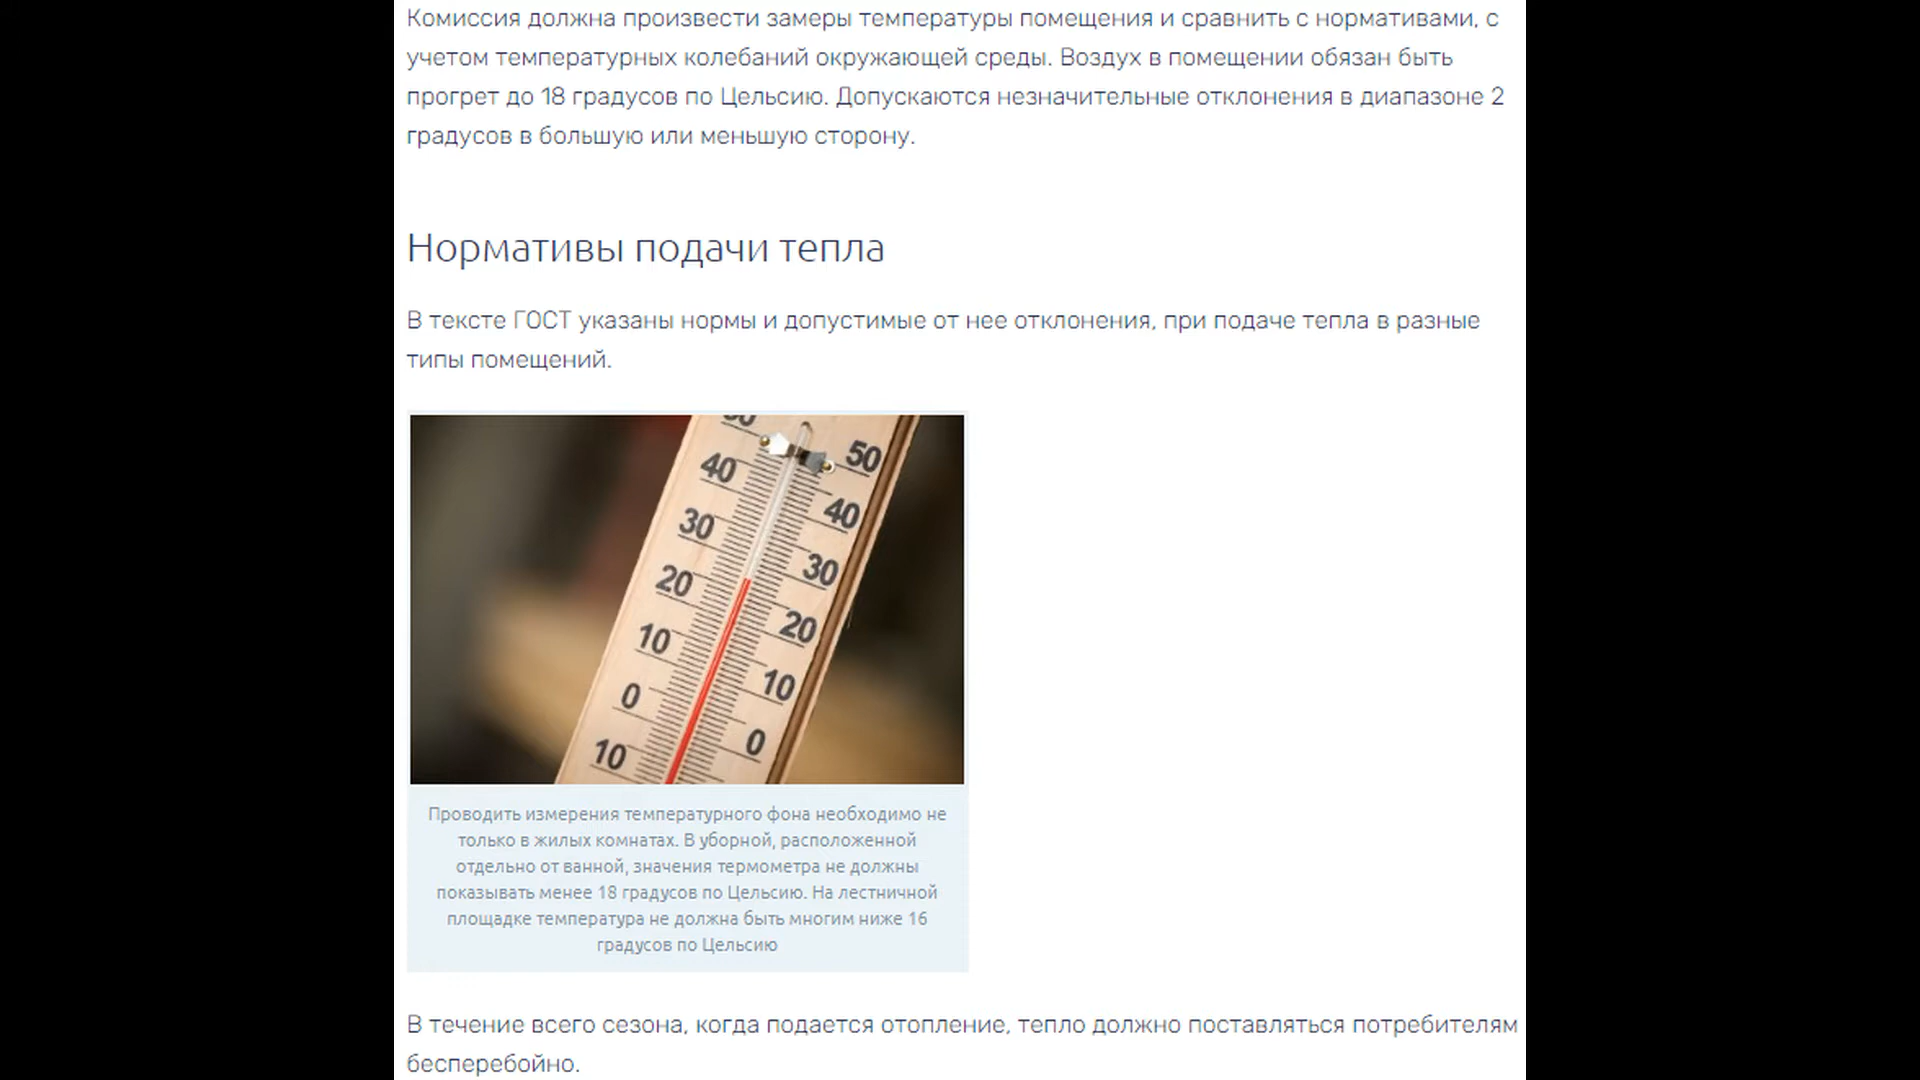 Комиссия должна произвести замеры температуры помещения и сравнить с нормативами, с
учетом температурных колебаний окружающей среды. Воздух в помещении обязан быть
прогрет до 18 градусов по Цельсию. Допускаются незначительные отклонения в диапазоне 2
градусов в большую или меньшую сторону.
Нормативы подачи тепла
В тексте ГОСТ указаны нормы и допустимые от нее отклонения, при подаче тепла в разные
типы помещений.
50
50
40
40
30
30
20
20
10
10
0
0
10
Проводить измерения температурного фона необходимо не
только в жилых комнатах. В уборной, расположенной
отдельно от ванной, значения термометра не должны
показывать менее 18 градусов по Цельсию. На лестничной
площадке температура не должна быть многим ниже 16
градусов по Цельсию
В течение всего сезона, когда подается отопление, тепло должно поставляться потребителям
бесперебойно.